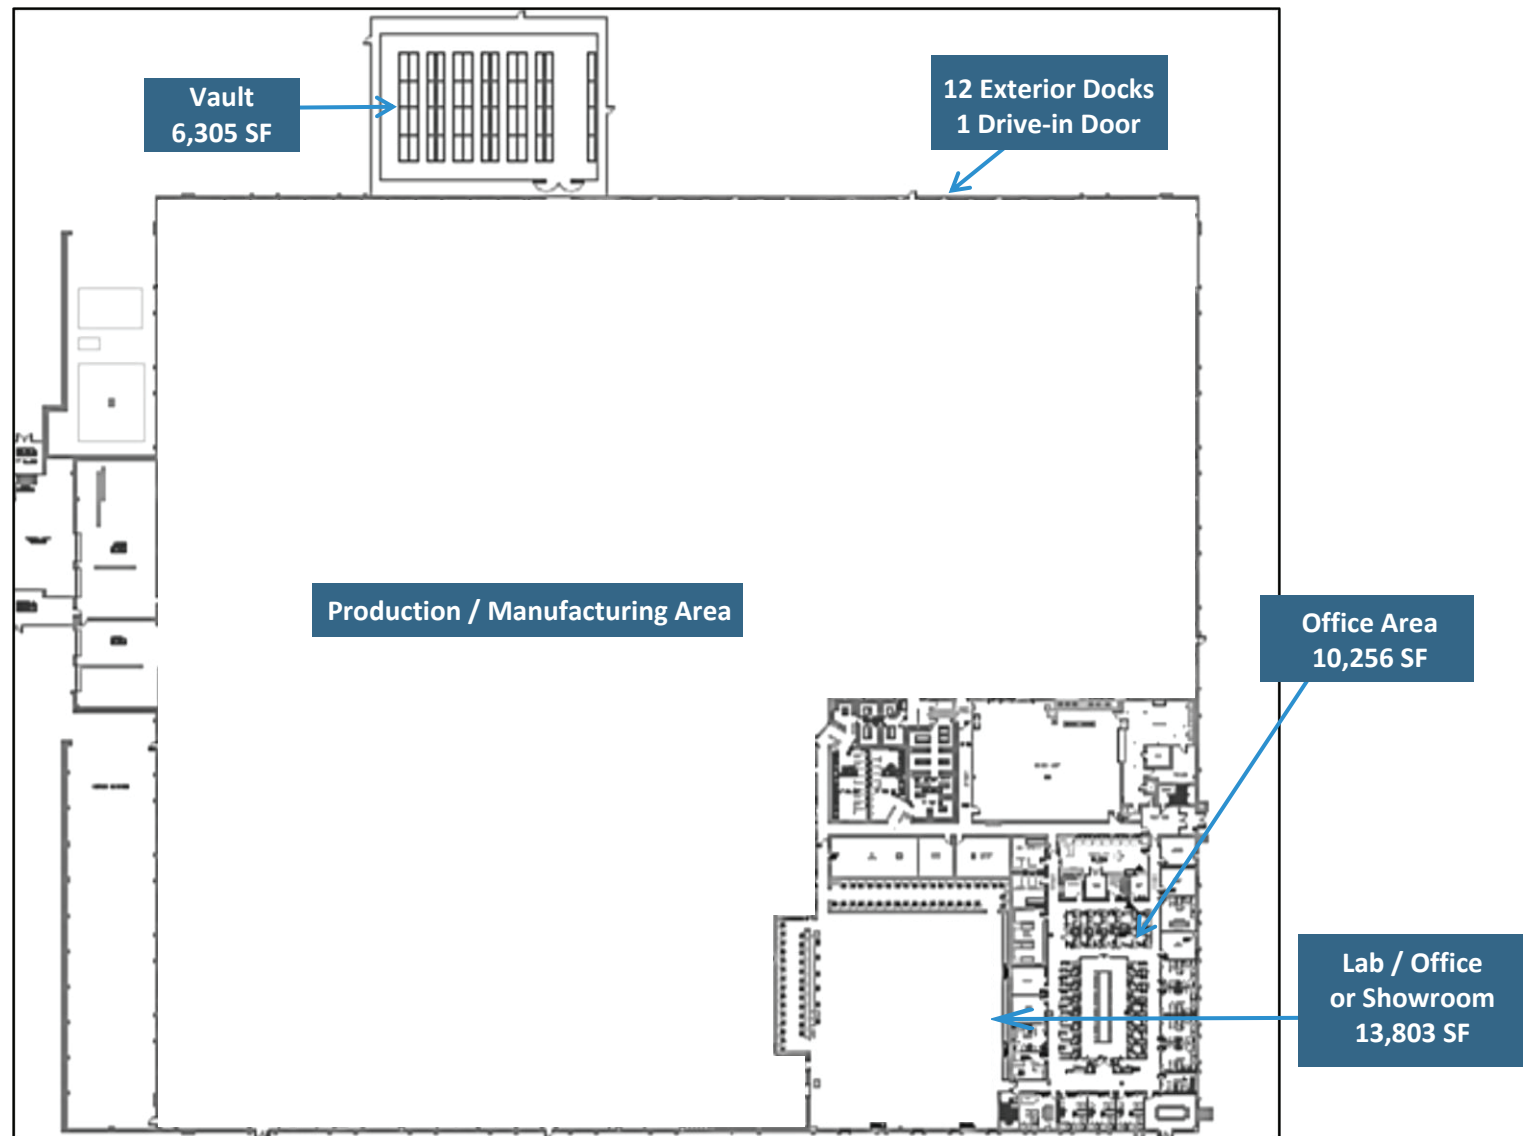 Vault
6,305 SF
12 Exterior Docks
1 Drive-in Door
Production / Manufacturing Area
Office Area
10,256 SF
Lab / Office
or Showroom
13,803 SF